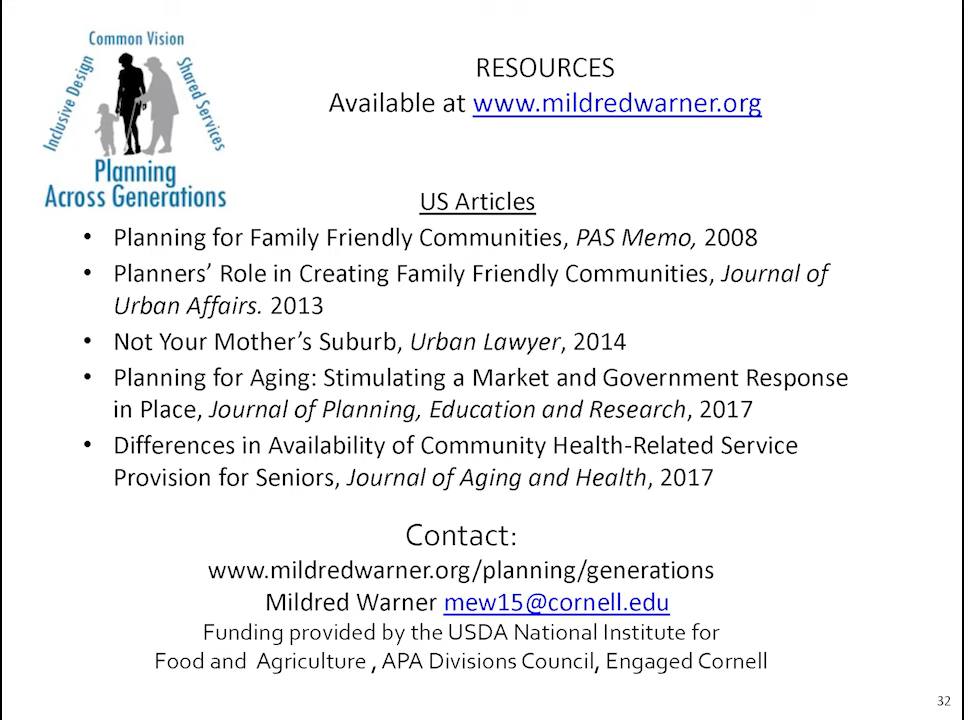 Common Vision
Inclusive Design
Shared Services
Planning
Across Generations
RESOURCES
Available at www.mildredwarner.org
US Articles
• Planning for Family Friendly Communities, PAS Memo, 2008
• Planners’ Role in Creating Family Friendly Communities, Journal of
Urban Affairs. 2013
• Not Your Mother’s Suburb, Urban Lawyer, 2014
• Planning for Aging: Stimulating a Market and Government Response
in Place, Journal of Planning, Education and Research, 2017
• Differences in Availability of Community Health-Related Service
Provision for Seniors, Journal of Aging and Health, 2017
Contact:
www.mildredwarner.org/planning/generations
Mildred Warner mew15@cornell.edu
Funding provided by the USDA National Institute for
Food and Agriculture , APA Divisions Council, Engaged Cornell
32